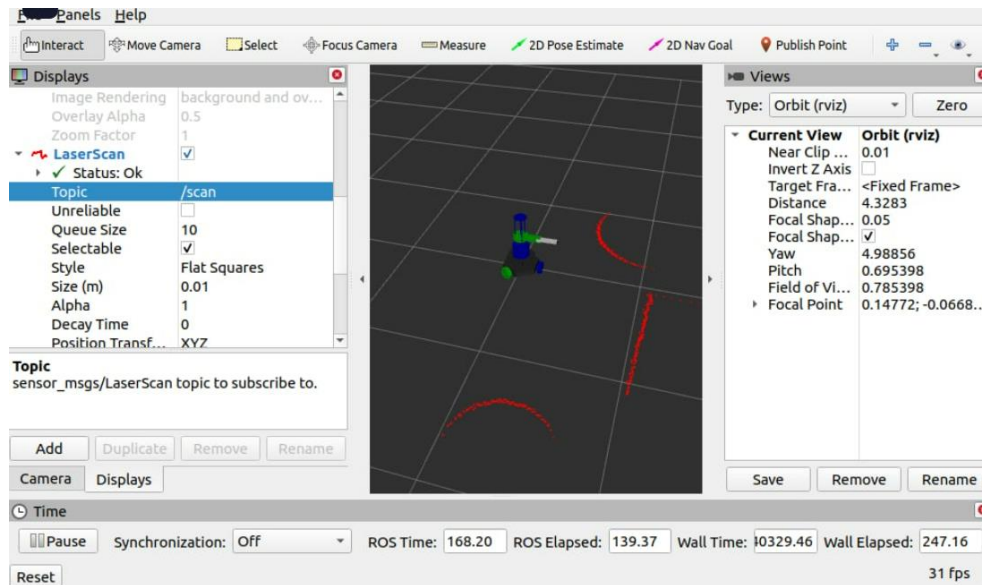 Panels Help
Interact Move Camera Select Focus Camera Measure 2D Pose Estimate 2D Nav Goal Publish Point
Displays
Image Rendering background and ov...
Overlay Alpha 0.5
Zoom Factor 1
LaserScan
Status: Ok
Topic /scan
Unreliable
Queue Size 10
Selectable
Style Flat Squares
Size (m) 0.01
Alpha 1
Decay Time 0
Position Transf... XYZ
Topic
sensor_msgs/LaserScan topic to subscribe to.
Add Duplicate Remove Rename
Camera Displays
Views
Type: Orbit (rviz) Zero
Current View Orbit (rviz)
Near Clip ... 0.01
Invert Z Axis
Target Fra... <Fixed Frame>
Distance 4.3283
Focal Shap... 0.05
Focal Shap...
Yaw 4.98856
Pitch 0.695398
Field of Vi... 0.785398
Focal Point 0.14772; -0.0668...
Save Remove Rename
Time
Pause Synchronization: Off ROS Time: 168.20 ROS Elapsed: 139.37 Wall Time: 40329.46 Wall Elapsed: 247.16
Reset 31 fps